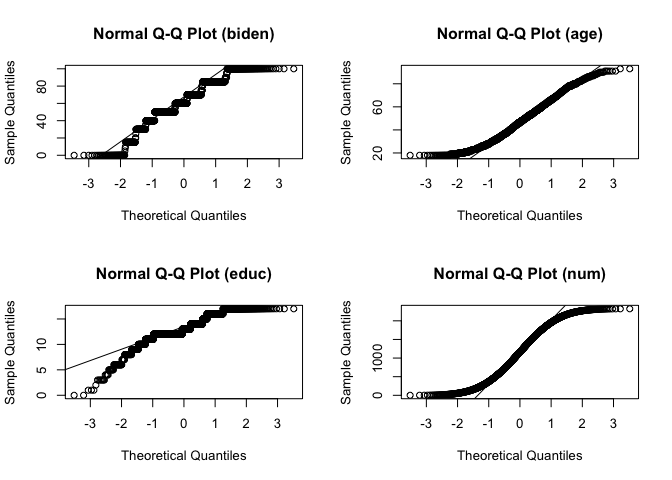 Normal Q-Q Plot (biden)
Sample Quantiles
0 40 80
-3 -2 -1 0 1 2 3
Theoretical Quantiles
Normal Q-Q Plot (age)
Sample Quantiles
20 60
-3 -2 -1 0 1 2 3
Theoretical Quantiles
Normal Q-Q Plot (educ)
Sample Quantiles
0 5 10
-3 -2 -1 0 1 2 3
Theoretical Quantiles
Normal Q-Q Plot (num)
Sample Quantiles
0 1000
-3 -2 -1 0 1 2 3
Theoretical Quantiles